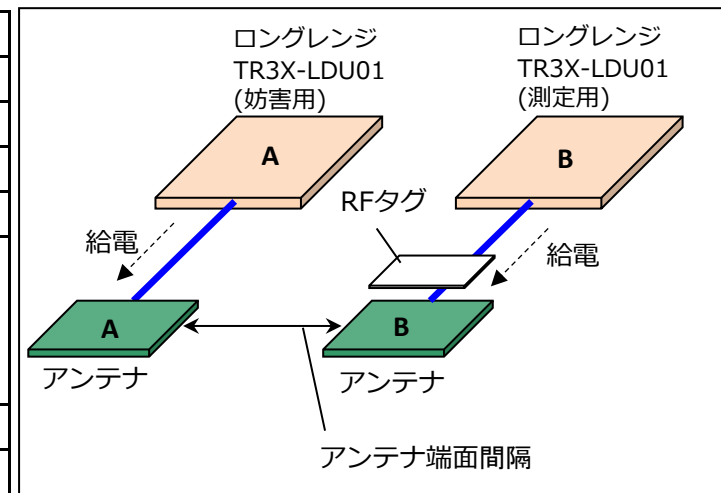 ロングレンジ
TR3X-LDU01
(妨害用)
ロングレンジ
TR3X-LDU01
(測定用)
A
B
RFタグ
給電
給電
A
B
アンテナ
アンテナ
アンテナ端面間隔